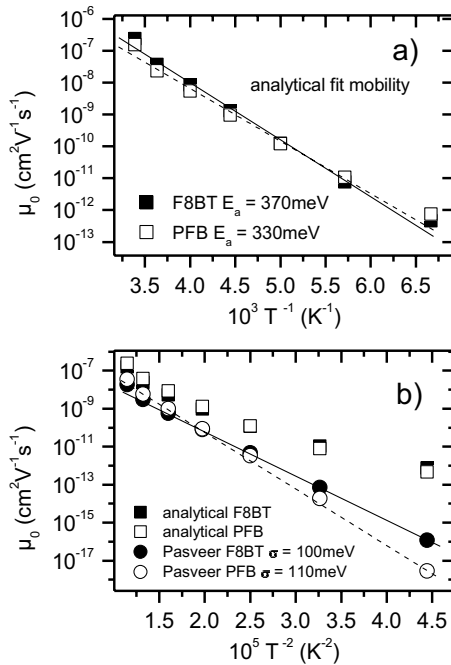 10⁻⁶
10⁻⁷
10⁻⁸
10⁻⁹
10⁻¹⁰
10⁻¹¹
10⁻¹²
10⁻¹³
μ₀ (cm²V⁻¹s⁻¹)
a)
analytical fit mobility
F8BT Eₐ = 370meV
PFB Eₐ = 330meV
3.5 4.0 4.5 5.0 5.5 6.0 6.5
10³ T⁻¹ (K⁻¹)
10⁻⁷
10⁻⁹
10⁻¹¹
10⁻¹³
10⁻¹⁵
10⁻¹⁷
μ₀ (cm²V⁻¹s⁻¹)
b)
analytical F8BT
analytical PFB
Pasveer F8BT σ = 100meV
Pasveer PFB σ = 110meV
1.5 2.0 2.5 3.0 3.5 4.0 4.5
10⁵ T⁻² (K⁻²)